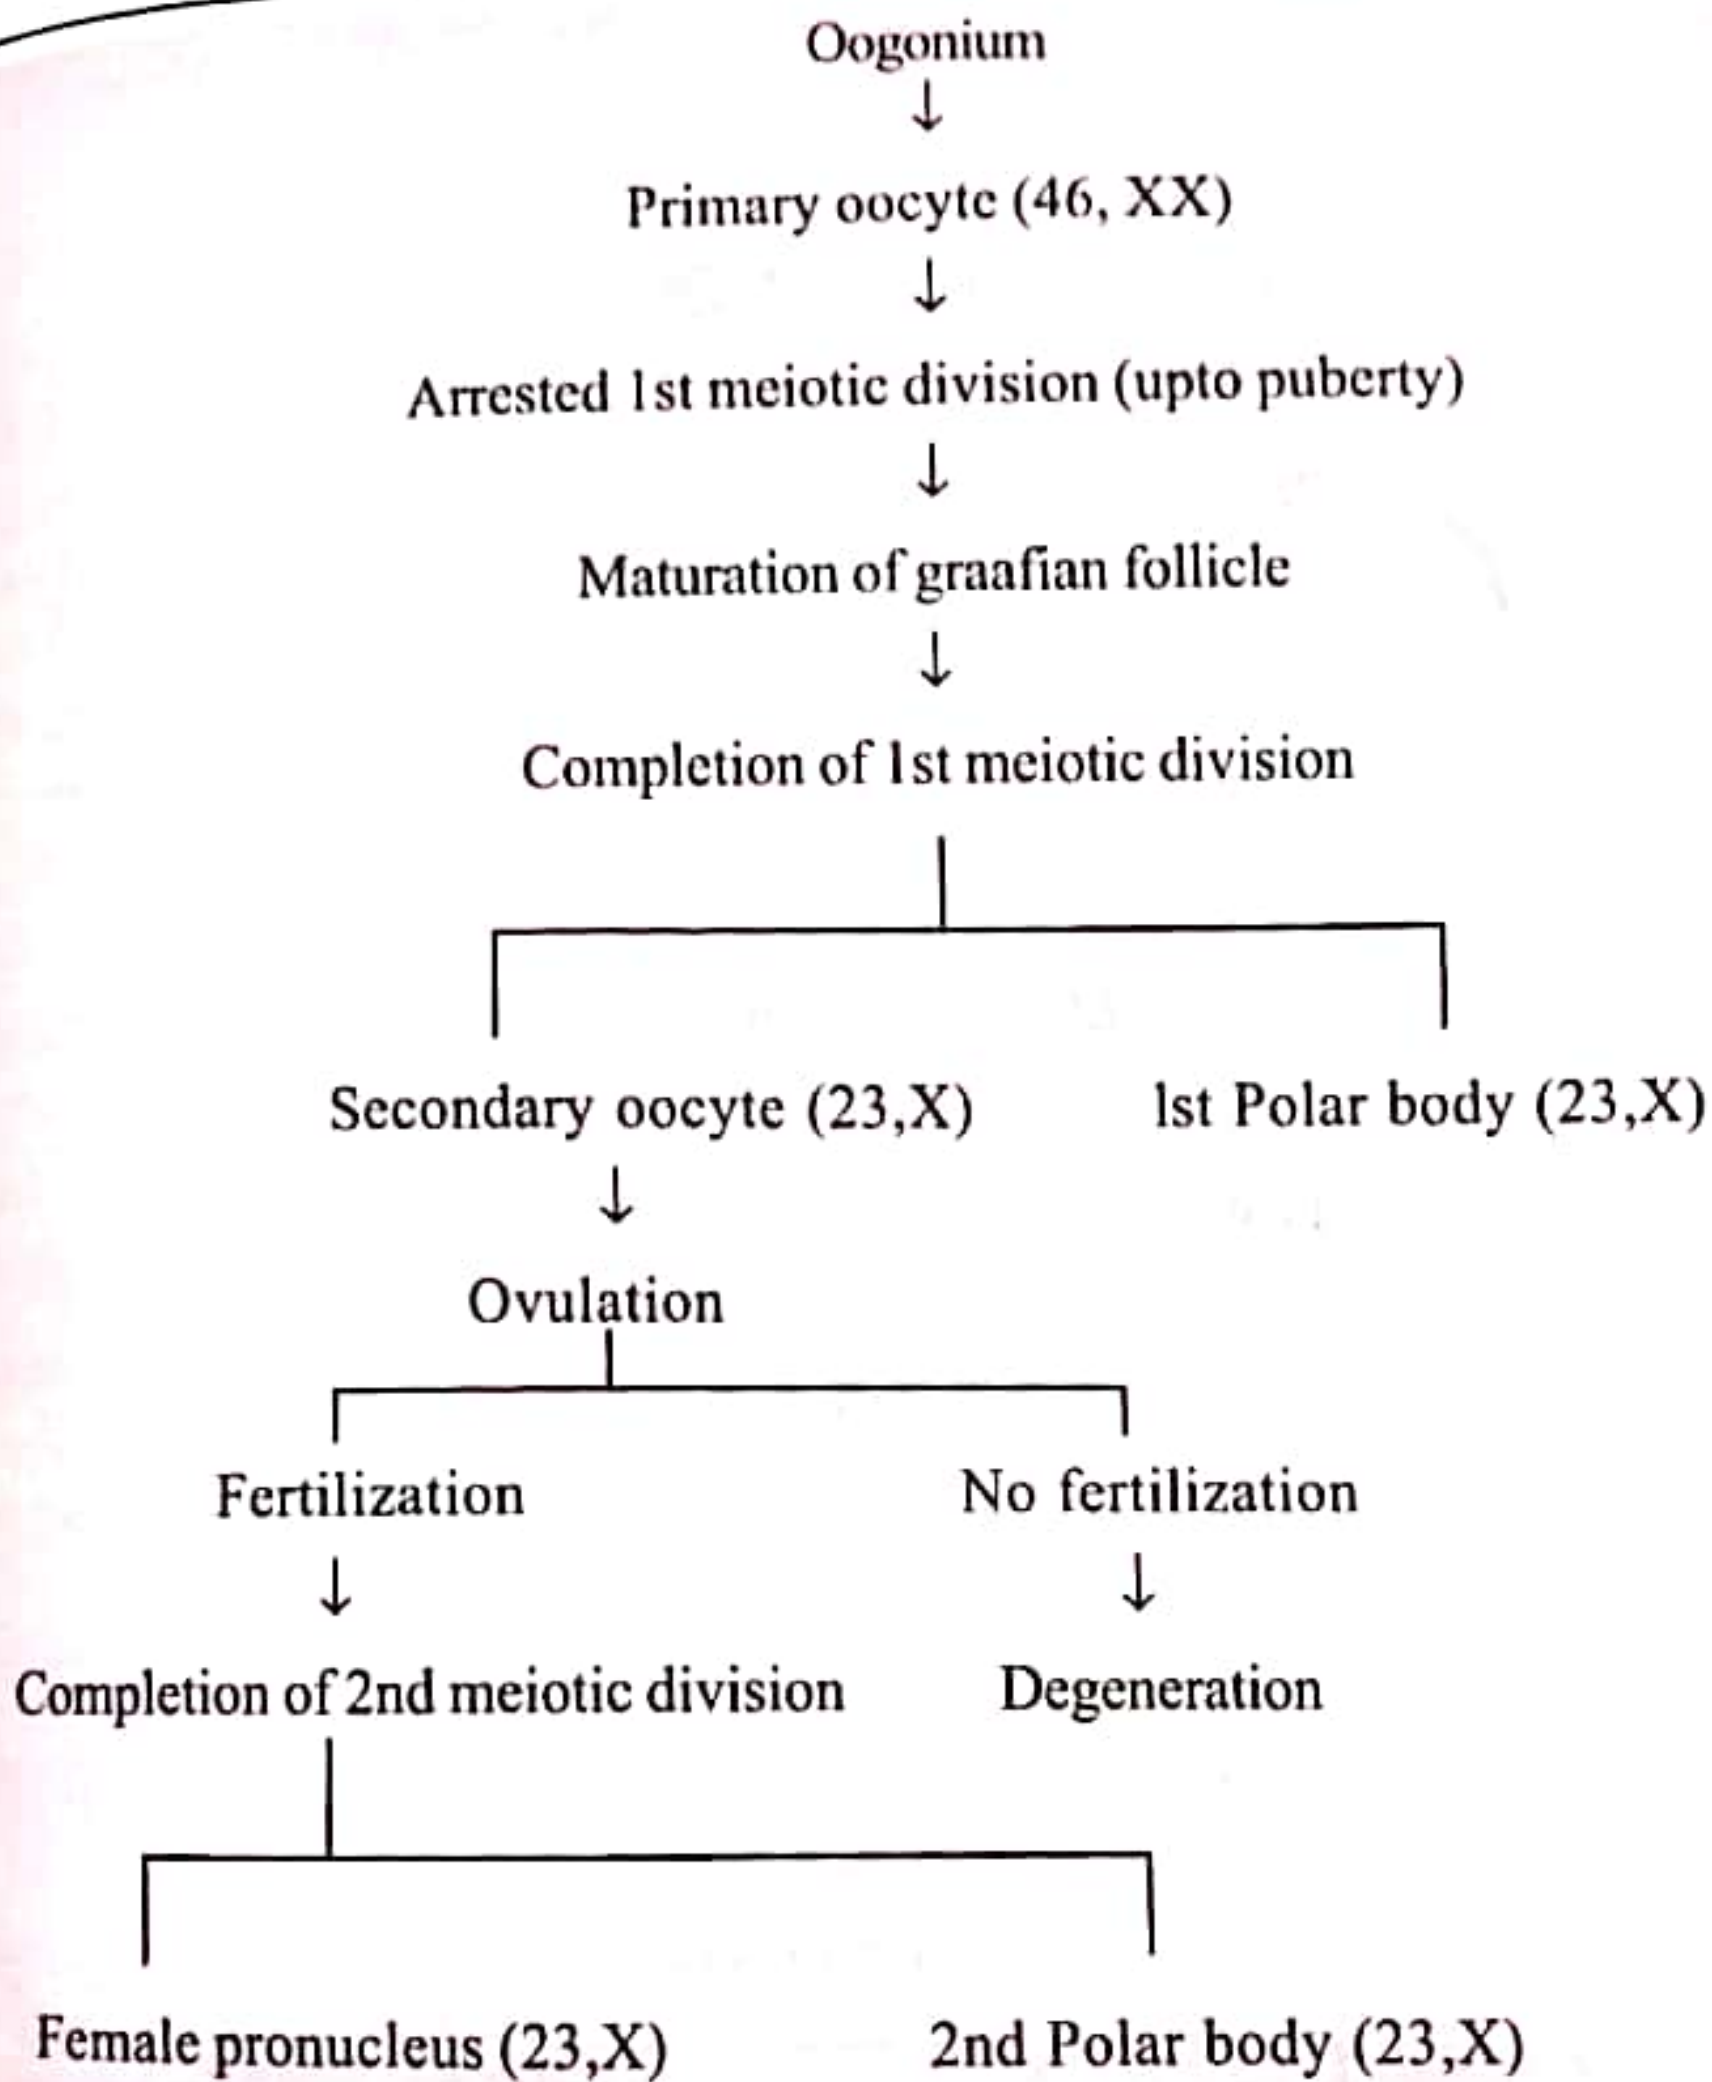 Oogonium
↓
Primary oocyte (46, XX)
↓
Arrested 1st meiotic division (upto puberty)
↓
Maturation of graafian follicle
↓
Completion of 1st meiotic division
Secondary oocyte (23,X) 1st Polar body (23,X)
↓
Ovulation
Fertilization No fertilization
↓ ↓
Completion of 2nd meiotic division Degeneration
Female pronucleus (23,X) 2nd Polar body (23,X)